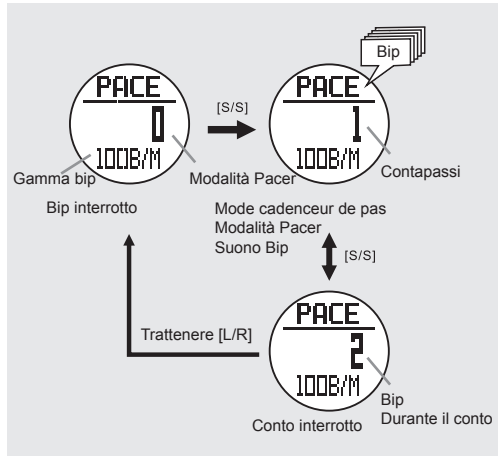 Bip
PACE
0
100B/M
[S/S]
PACE
1
100B/M
Gamma bip
Modalità Pacer
Contapassi
Bip interrotto
Mode cadenceur de pas
Modalità Pacer
Suono Bip
[S/S]
Trattenere [L/R]
PACE
2
100B/M
Bip
Durante il conto
Conto interrotto